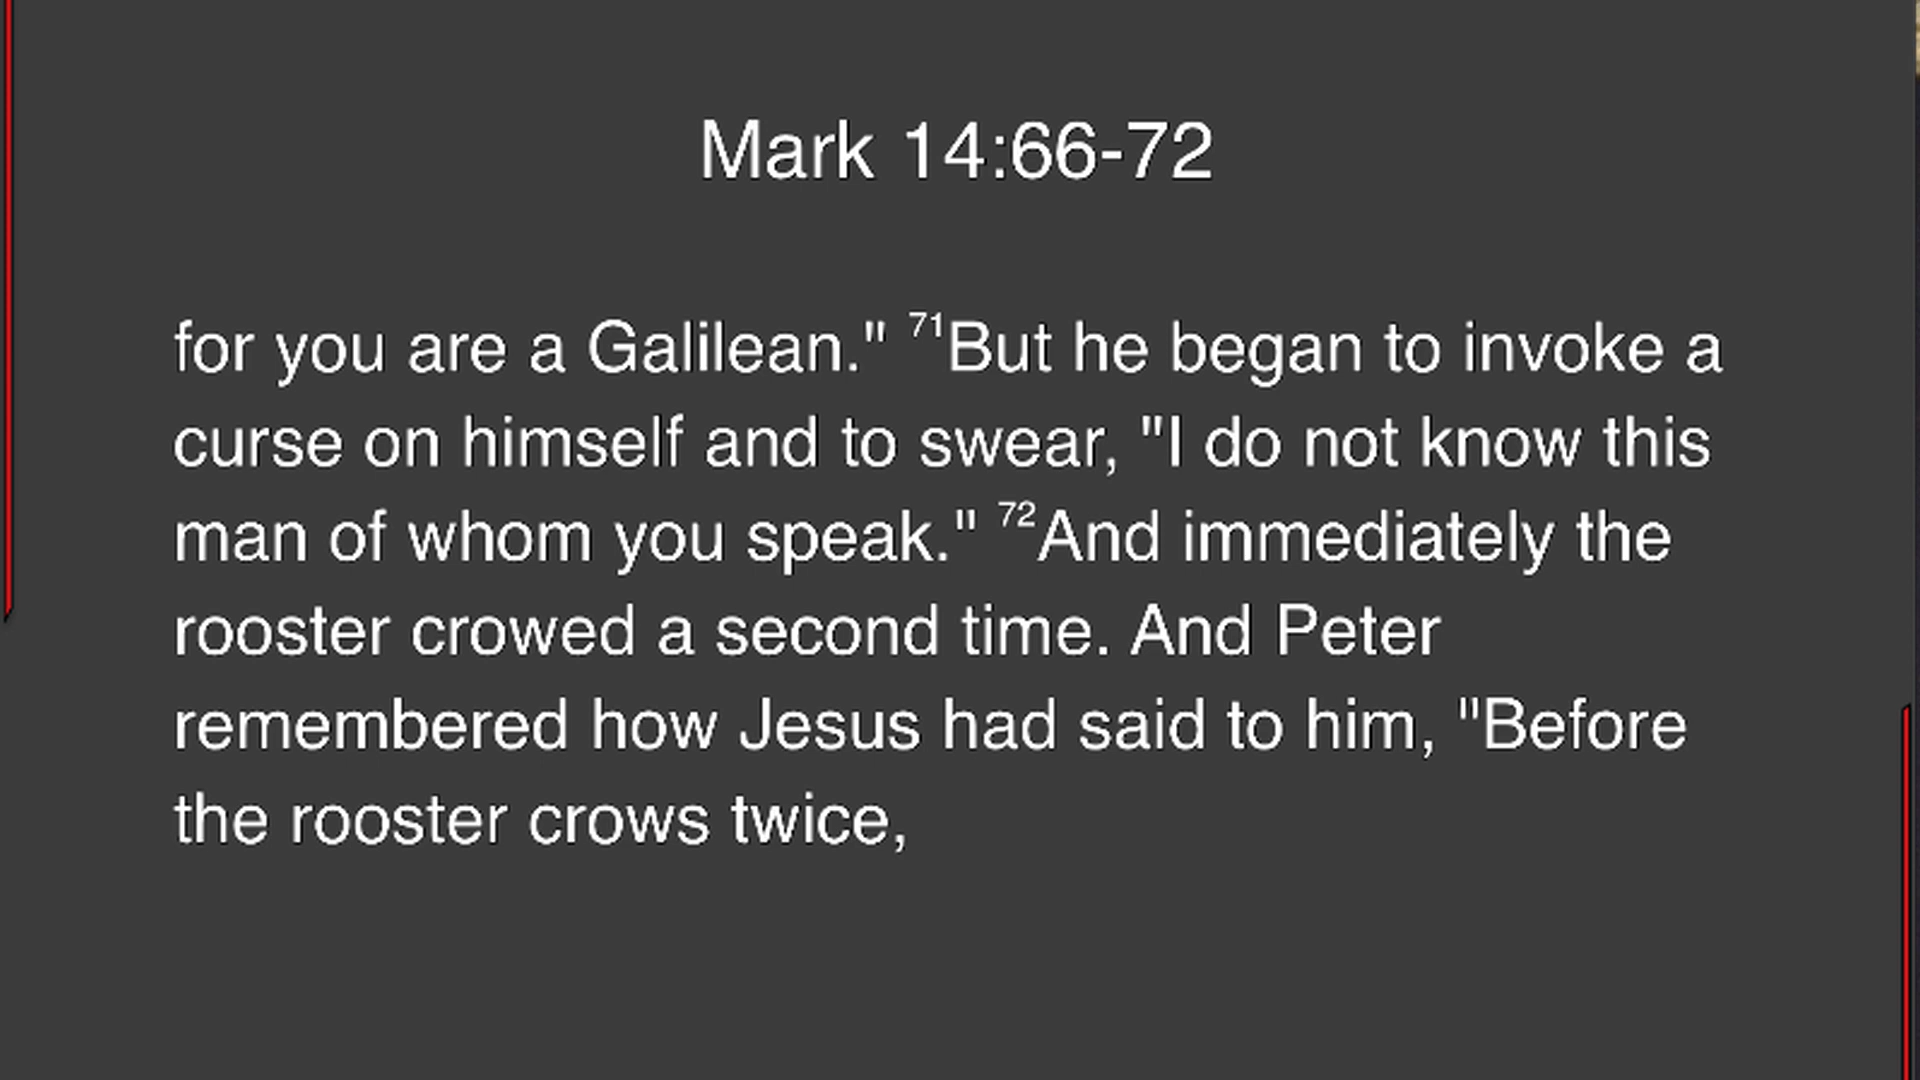 Mark 14:66-72
for you are a Galilean." 71But he began to invoke a
curse on himself and to swear, "I do not know this
man of whom you speak." 72And immediately the
rooster crowed a second time. And Peter
remembered how Jesus had said to him, "Before
the rooster crows twice,